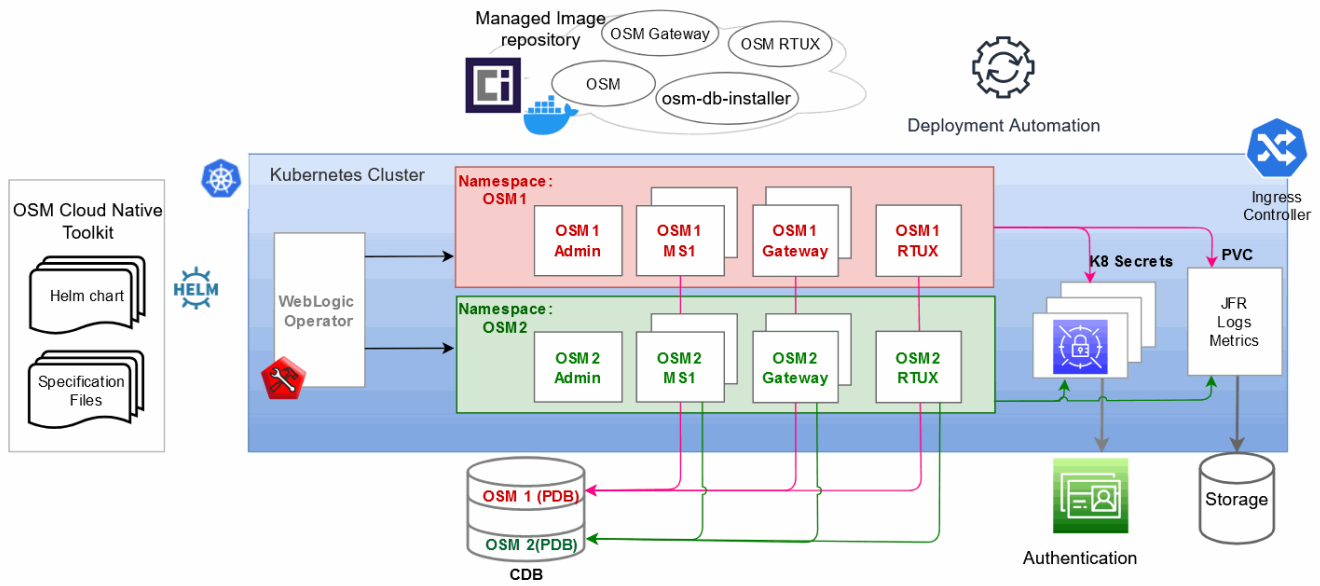 Managed Image
repository
OSM Gateway
OSM RTUX
OSM
osm-db-installer
Ci
Deployment Automation
Kubernetes Cluster
Ingress
Controller
OSM Cloud Native
Toolkit
Helm chart
Specification
Files
HELM
WebLogic
Operator
Namespace:
OSM1
OSM1
Admin
OSM1
MS1
OSM1
Gateway
OSM1
RTUX
Namespace:
OSM2
OSM2
Admin
OSM2
MS1
OSM2
Gateway
OSM2
RTUX
K8 Secrets
PVC
JFR
Logs
Metrics
OSM 1 (PDB)
OSM 2(PDB)
CDB
Authentication
Storage